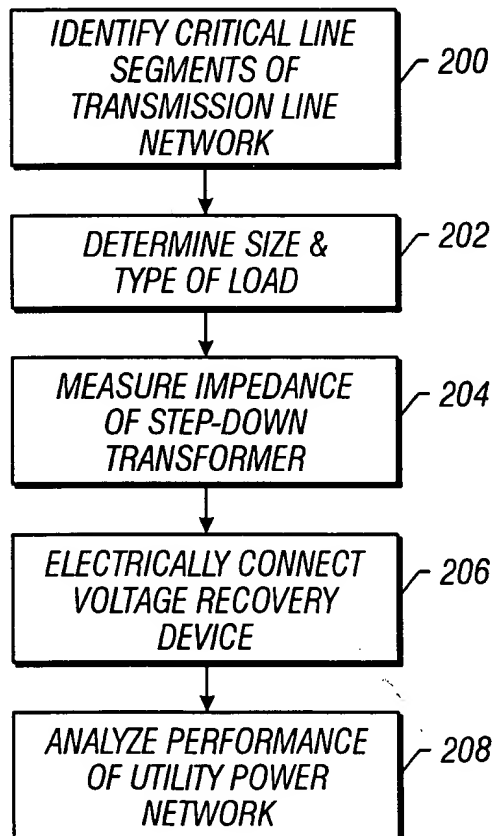 IDENTIFY CRITICAL LINE
SEGMENTS OF
TRANSMISSION LINE
NETWORK
200
DETERMINE SIZE &
TYPE OF LOAD
202
MEASURE IMPEDANCE
OF STEP-DOWN
TRANSFORMER
204
ELECTRICALLY CONNECT
VOLTAGE RECOVERY
DEVICE
206
ANALYZE PERFORMANCE
OF UTILITY POWER
NETWORK
208